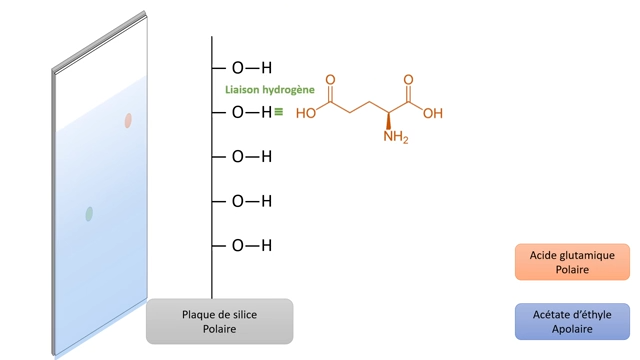 O—H
Liaison hydrogène
O—H≡
O
O
HO
OH
NH₂
O—H
O—H
O—H
Acide glutamique
Polaire
Plaque de silice
Polaire
Acétate d’éthyle
Apolaire